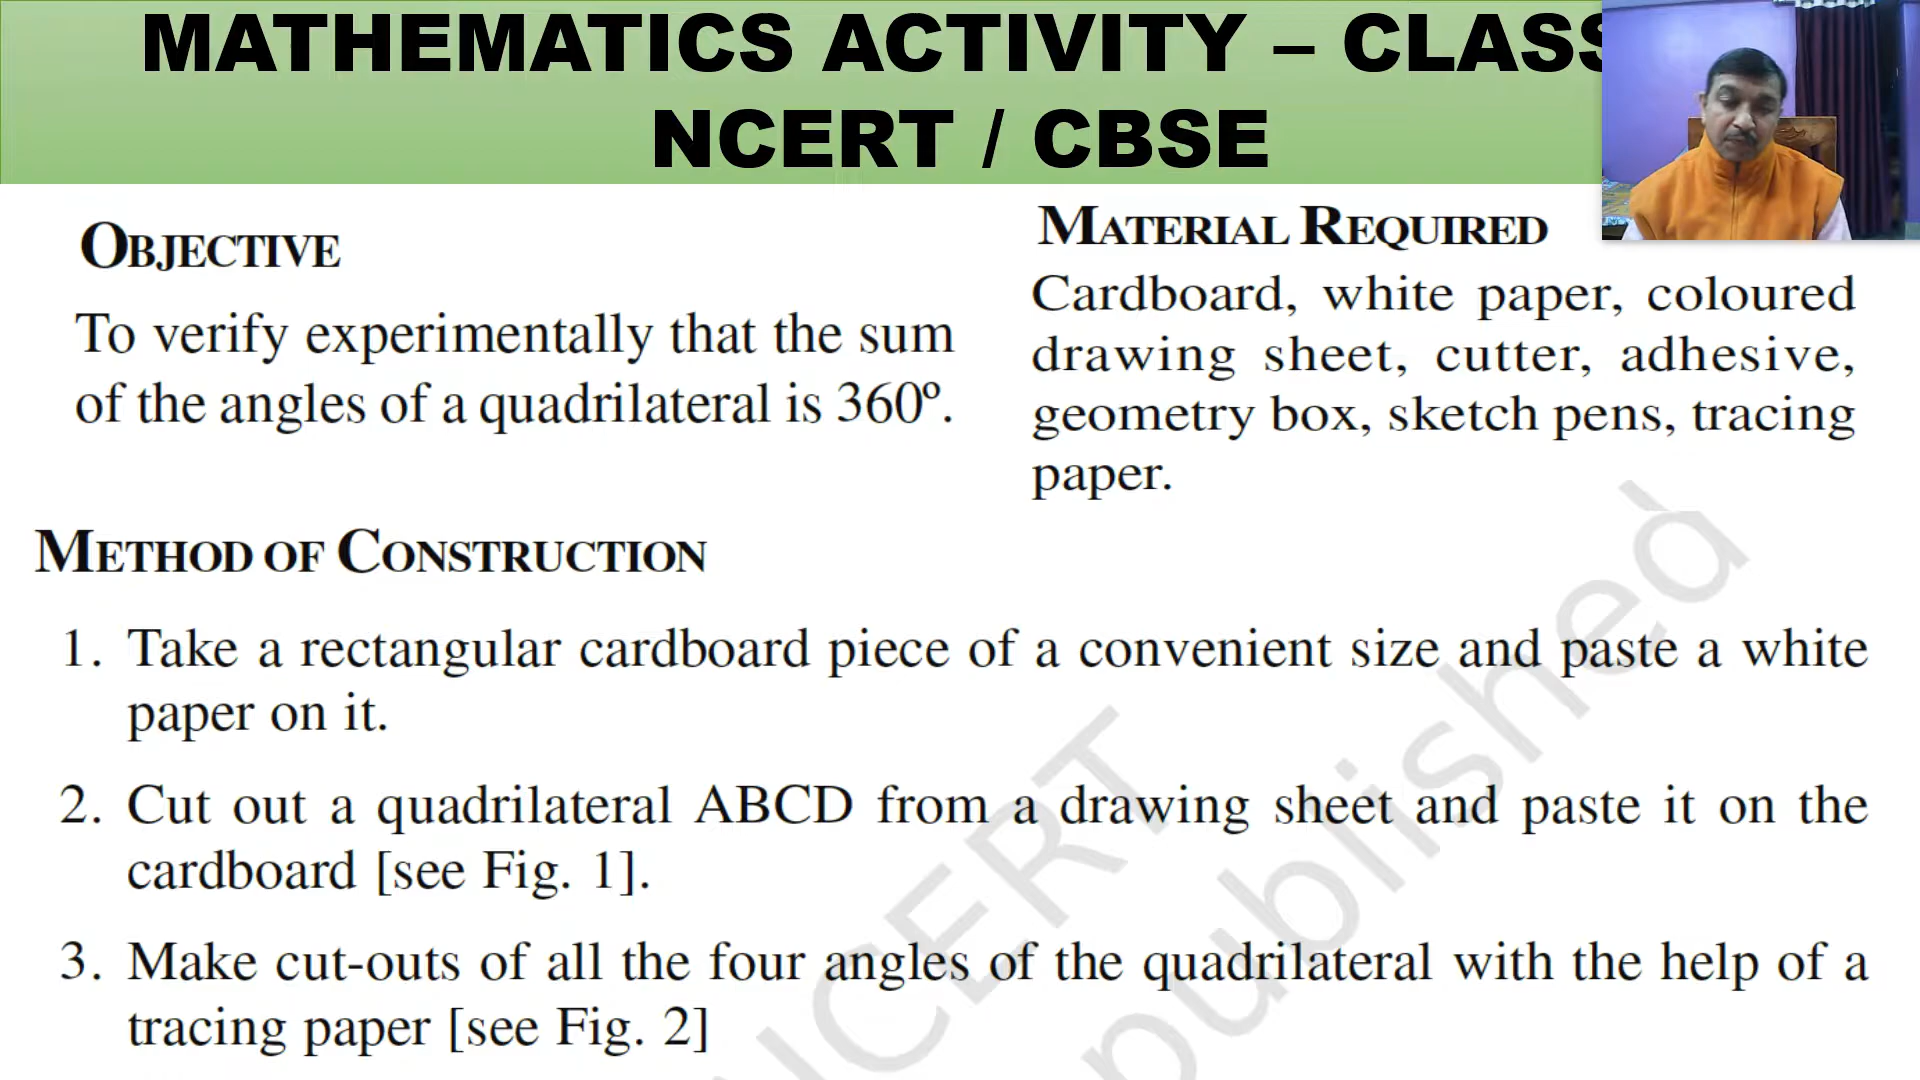 MATHEMATICS ACTIVITY – CLASS
NCERT / CBSE
OBJECTIVE
To verify experimentally that the sum
of the angles of a quadrilateral is 360º.
MATERIAL REQUIRED
Cardboard, white paper, coloured
drawing sheet, cutter, adhesive,
geometry box, sketch pens, tracing
paper.
METHOD OF CONSTRUCTION
1. Take a rectangular cardboard piece of a convenient size and paste a white
paper on it.
2. Cut out a quadrilateral ABCD from a drawing sheet and paste it on the
cardboard [see Fig. 1].
3. Make cut-outs of all the four angles of the quadrilateral with the help of a
tracing paper [see Fig. 2]
NCERT
published